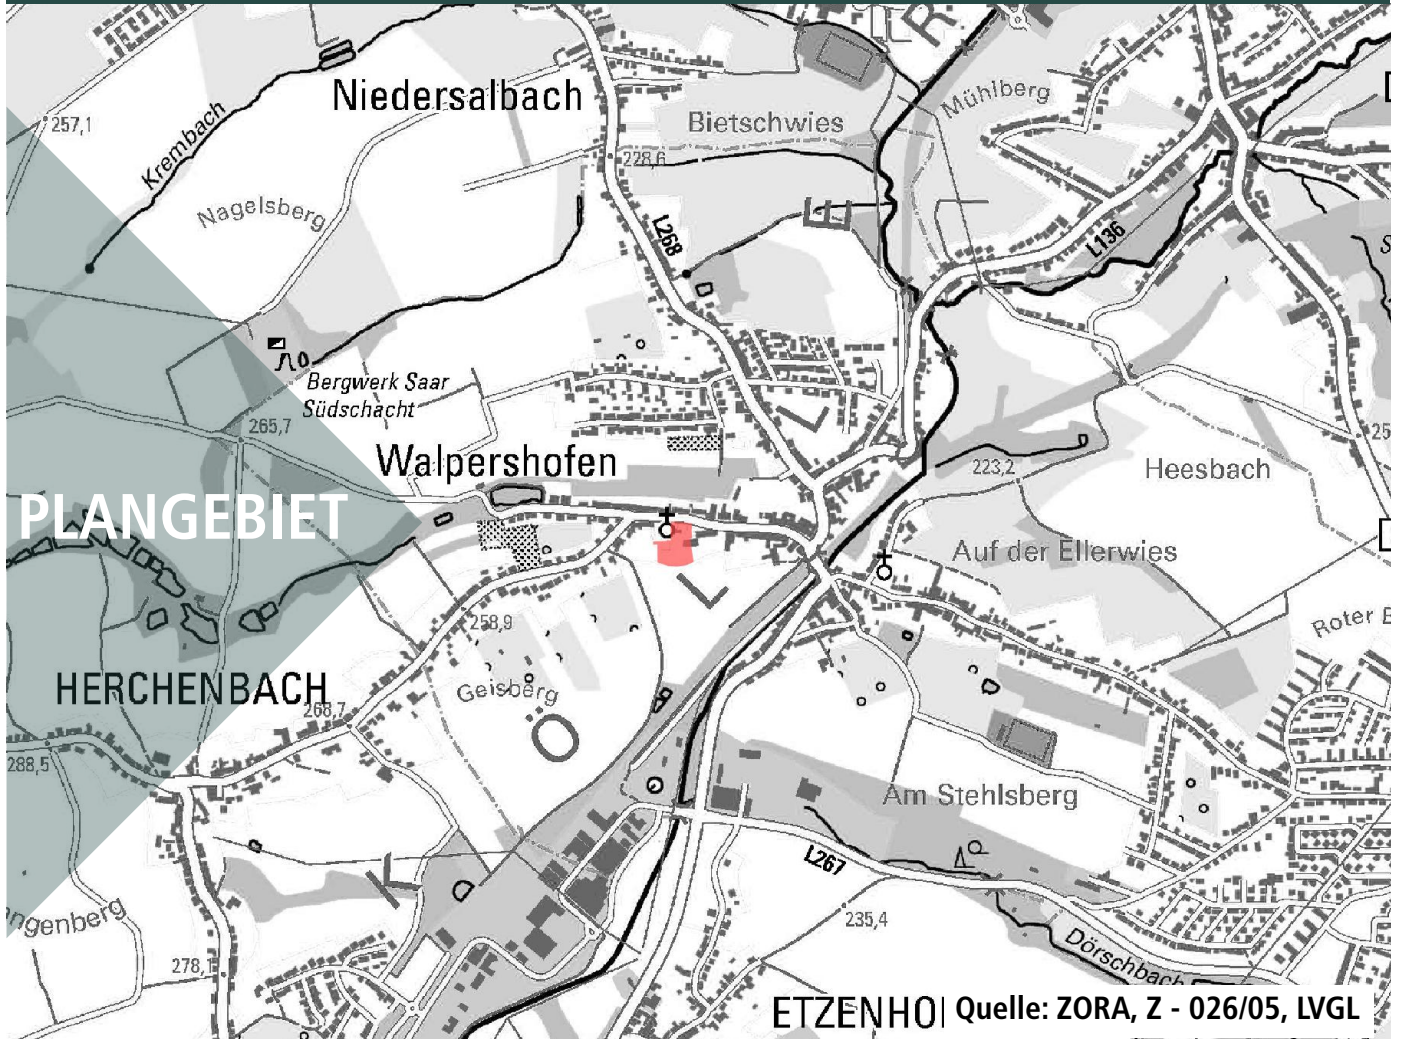 Niedersalbach
Mühlberg
Bietschwies
257,1
Krembach
228,6
Nagelsberg
L268
L136
Bergwerk Saar
Südschacht
265,7
Walpershofen
223,2
Heesbach
PLANGEBIET
Auf der Ellerwies
258,9
Roter B
HERCHENBACH
268,7
Geisberg
Ö
288,5
Am Stehlsberg
L267
235,4
ngenberg
278,1
Dörschbach
ETZENHO
Quelle: ZORA, Z - 026/05, LVGL